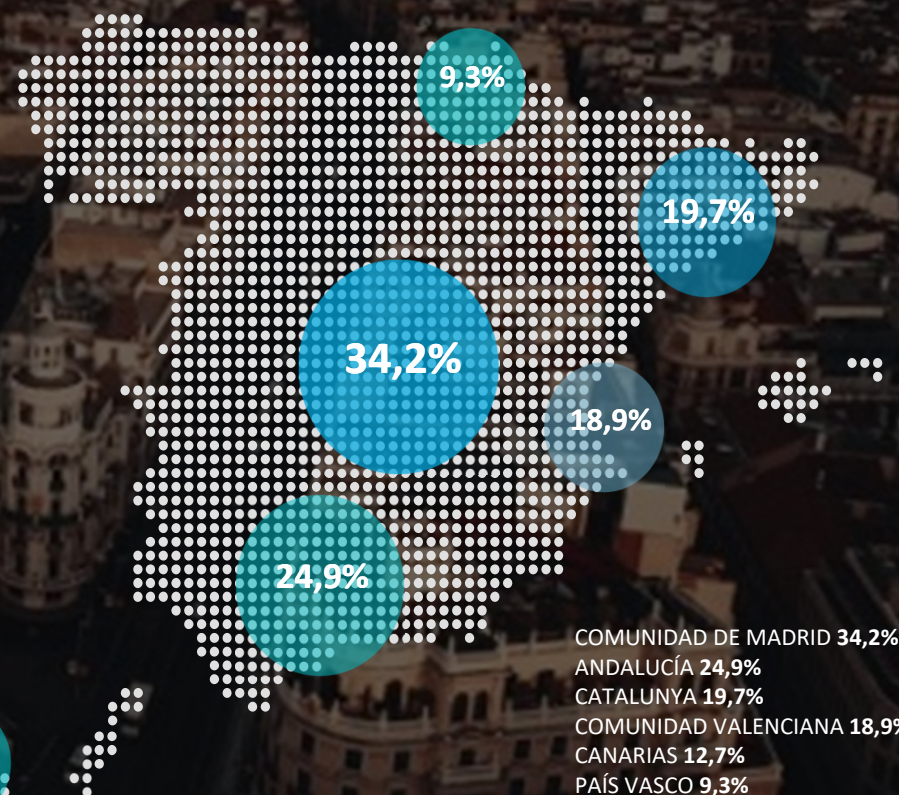 9,3%
19,7%
34,2%
18,9%
24,9%
COMUNIDAD DE MADRID 34,2%
ANDALUCÍA 24,9%
CATALUNYA 19,7%
COMUNIDAD VALENCIANA 18,9%
CANARIAS 12,7%
PAÍS VASCO 9,3%